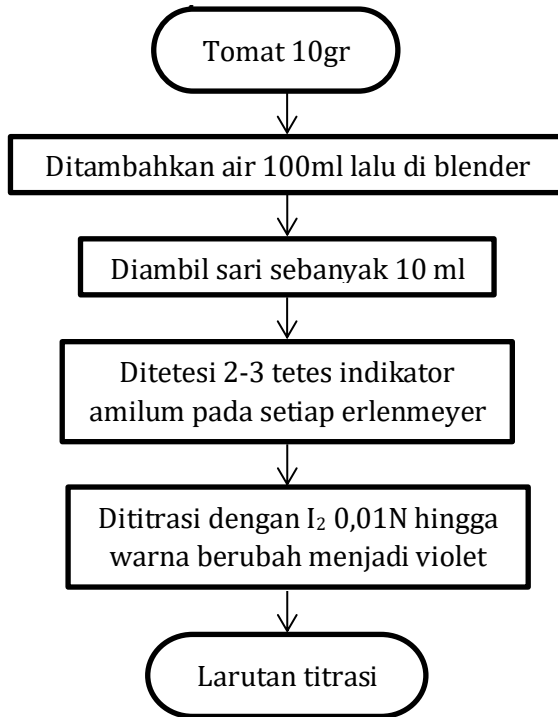 Tomat 10gr
Ditambahkan air 100ml lalu di blender
Diambil sari sebanyak 10 ml
Ditetesi 2-3 tetes indikator
amilum pada setiap erlenmeyer
Dititrasi dengan I₂ 0,01N hingga
warna berubah menjadi violet
Larutan titrasi